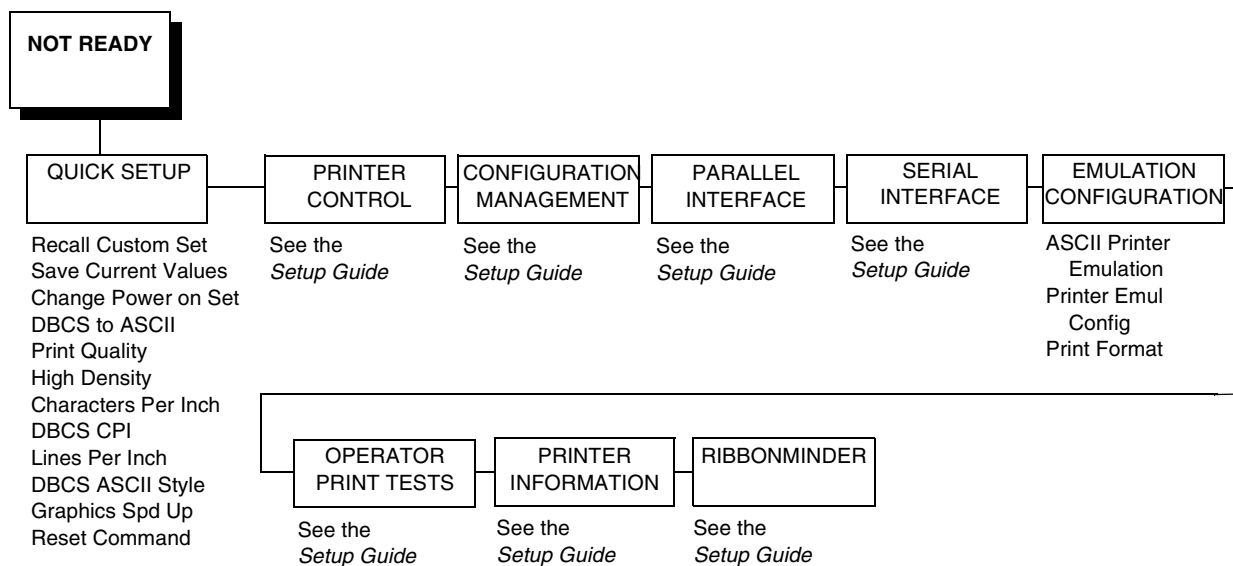 NOT READY
QUICK SETUP
Recall Custom Set
Save Current Values
Change Power on Set
DBCS to ASCII
Print Quality
High Density
Characters Per Inch
DBCS CPI
Lines Per Inch
DBCS ASCII Style
Graphics Spd Up
Reset Command
PRINTER
CONTROL
See the
Setup Guide
CONFIGURATION
MANAGEMENT
See the
Setup Guide
PARALLEL
INTERFACE
See the
Setup Guide
SERIAL
INTERFACE
See the
Setup Guide
EMULATION
CONFIGURATION
ASCII Printer
Emulation
Printer Emul
Config
Print Format
OPERATOR
PRINT TESTS
See the
Setup Guide
PRINTER
INFORMATION
See the
Setup Guide
RIBBONMINDER
See the
Setup Guide